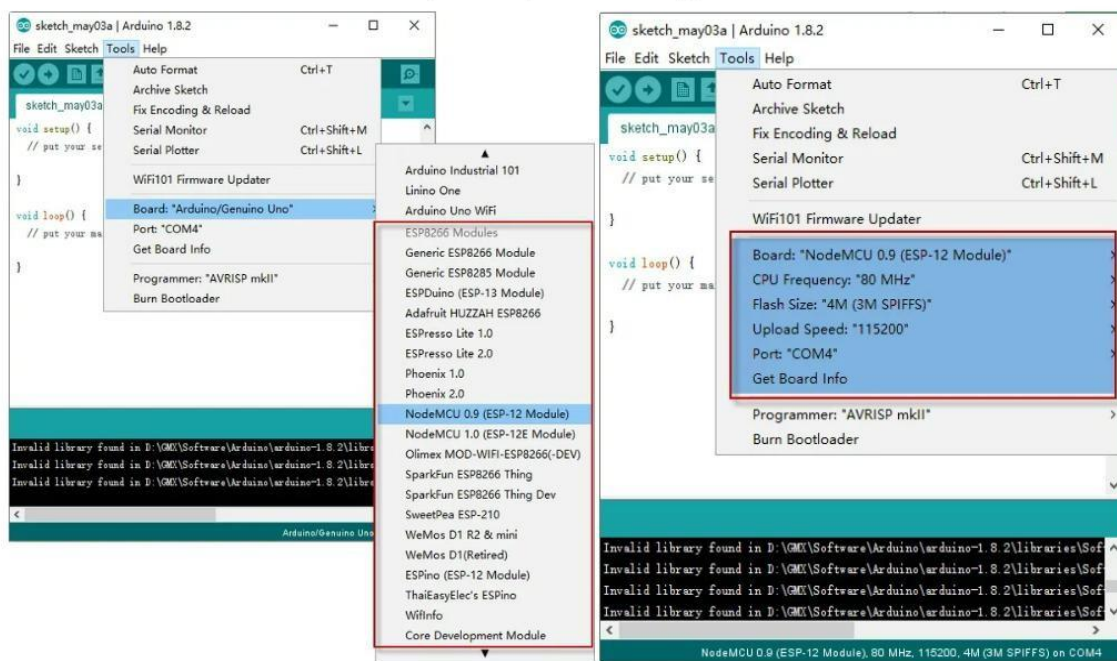 sketch_may03a | Arduino 1.8.2
File Edit Sketch Tools Help
Auto Format Ctrl+T
Archive Sketch
sketch_may03a
Fix Encoding & Reload
void setup() {
Serial Monitor Ctrl+Shift+M
// put your se
Serial Plotter Ctrl+Shift+L
}
WiFi101 Firmware Updater
Board: "Arduino/Genuino Uno"
void loop() {
Port: "COM4"
// put your ma
Get Board Info
}
Programmer: "AVRISP mkII"
Burn Bootloader
Invalid library found in D:\GMX\Software\Arduino\arduino-1.8.2\libra
Invalid library found in D:\GMX\Software\Arduino\arduino-1.8.2\libra
Invalid library found in D:\GMX\Software\Arduino\arduino-1.8.2\libra
Arduino/Genuino Uno
Arduino Industrial 101
Linino One
Arduino Uno WiFi
ESP8266 Modules
Generic ESP8266 Module
Generic ESP8285 Module
ESPDuino (ESP-13 Module)
Adafruit HUZZAH ESP8266
ESPresso Lite 1.0
ESPresso Lite 2.0
Phoenix 1.0
Phoenix 2.0
NodeMCU 0.9 (ESP-12 Module)
NodeMCU 1.0 (ESP-12E Module)
Olimex MOD-WIFI-ESP8266(-DEV)
SparkFun ESP8266 Thing
SparkFun ESP8266 Thing Dev
SweetPea ESP-210
WeMos D1 R2 & mini
WeMos D1(Retired)
ESPino (ESP-12 Module)
ThaiEasyElec's ESPino
WifInfo
Core Development Module
sketch_may03a | Arduino 1.8.2
File Edit Sketch Tools Help
Auto Format Ctrl+T
Archive Sketch
sketch_may03a
Fix Encoding & Reload
void setup() {
Serial Monitor Ctrl+Shift+M
// put your se
Serial Plotter Ctrl+Shift+L
}
WiFi101 Firmware Updater
Board: "NodeMCU 0.9 (ESP-12 Module)"
void loop() {
CPU Frequency: "80 MHz"
// put your ma
Flash Size: "4M (3M SPIFFS)"
}
Upload Speed: "115200"
Port: "COM4"
Get Board Info
Programmer: "AVRISP mkII"
Burn Bootloader
Invalid library found in D:\GMX\Software\Arduino\arduino-1.8.2\libraries\Sof
Invalid library found in D:\GMX\Software\Arduino\arduino-1.8.2\libraries\Sof
Invalid library found in D:\GMX\Software\Arduino\arduino-1.8.2\libraries\Sof
Invalid library found in D:\GMX\Software\Arduino\arduino-1.8.2\libraries\Sof
NodeMCU 0.9 (ESP-12 Module), 80 MHz, 115200, 4M (3M SPIFFS) on COM4